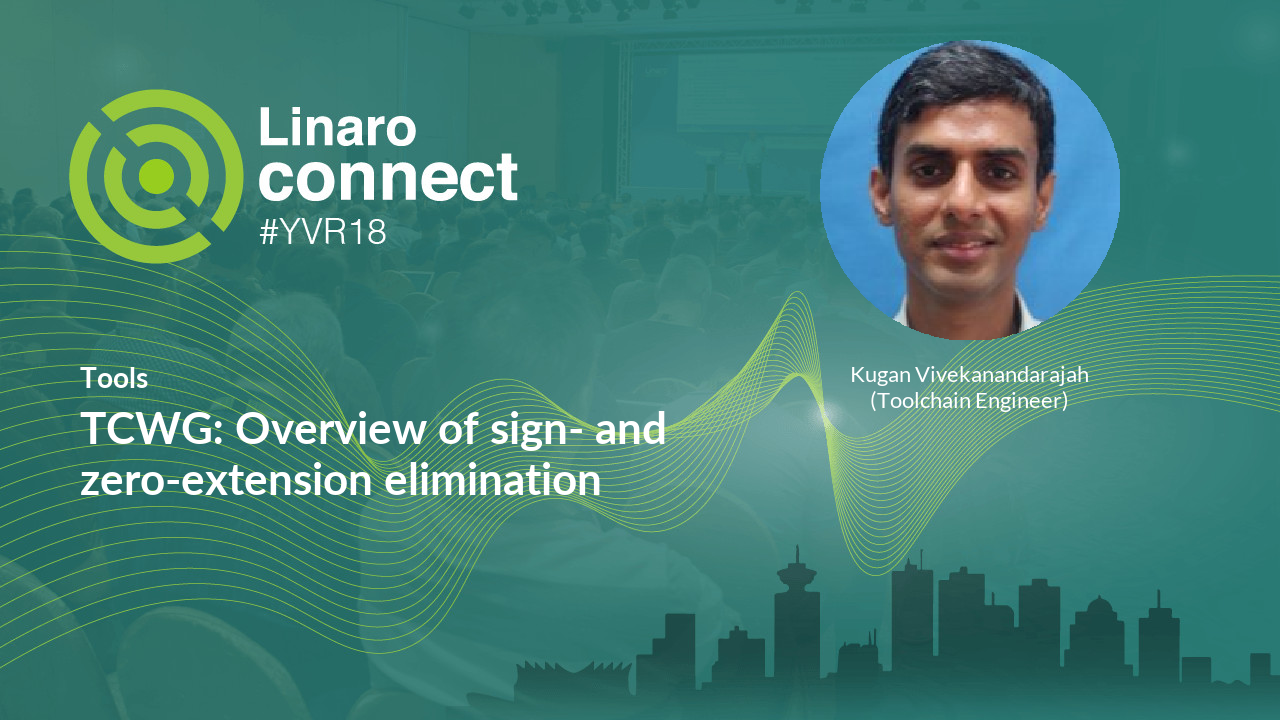 Linaro
connect
#YVR18
Tools
TCWG: Overview of sign- and
zero-extension elimination
Kugan Vivekanandarajah
(Toolchain Engineer)